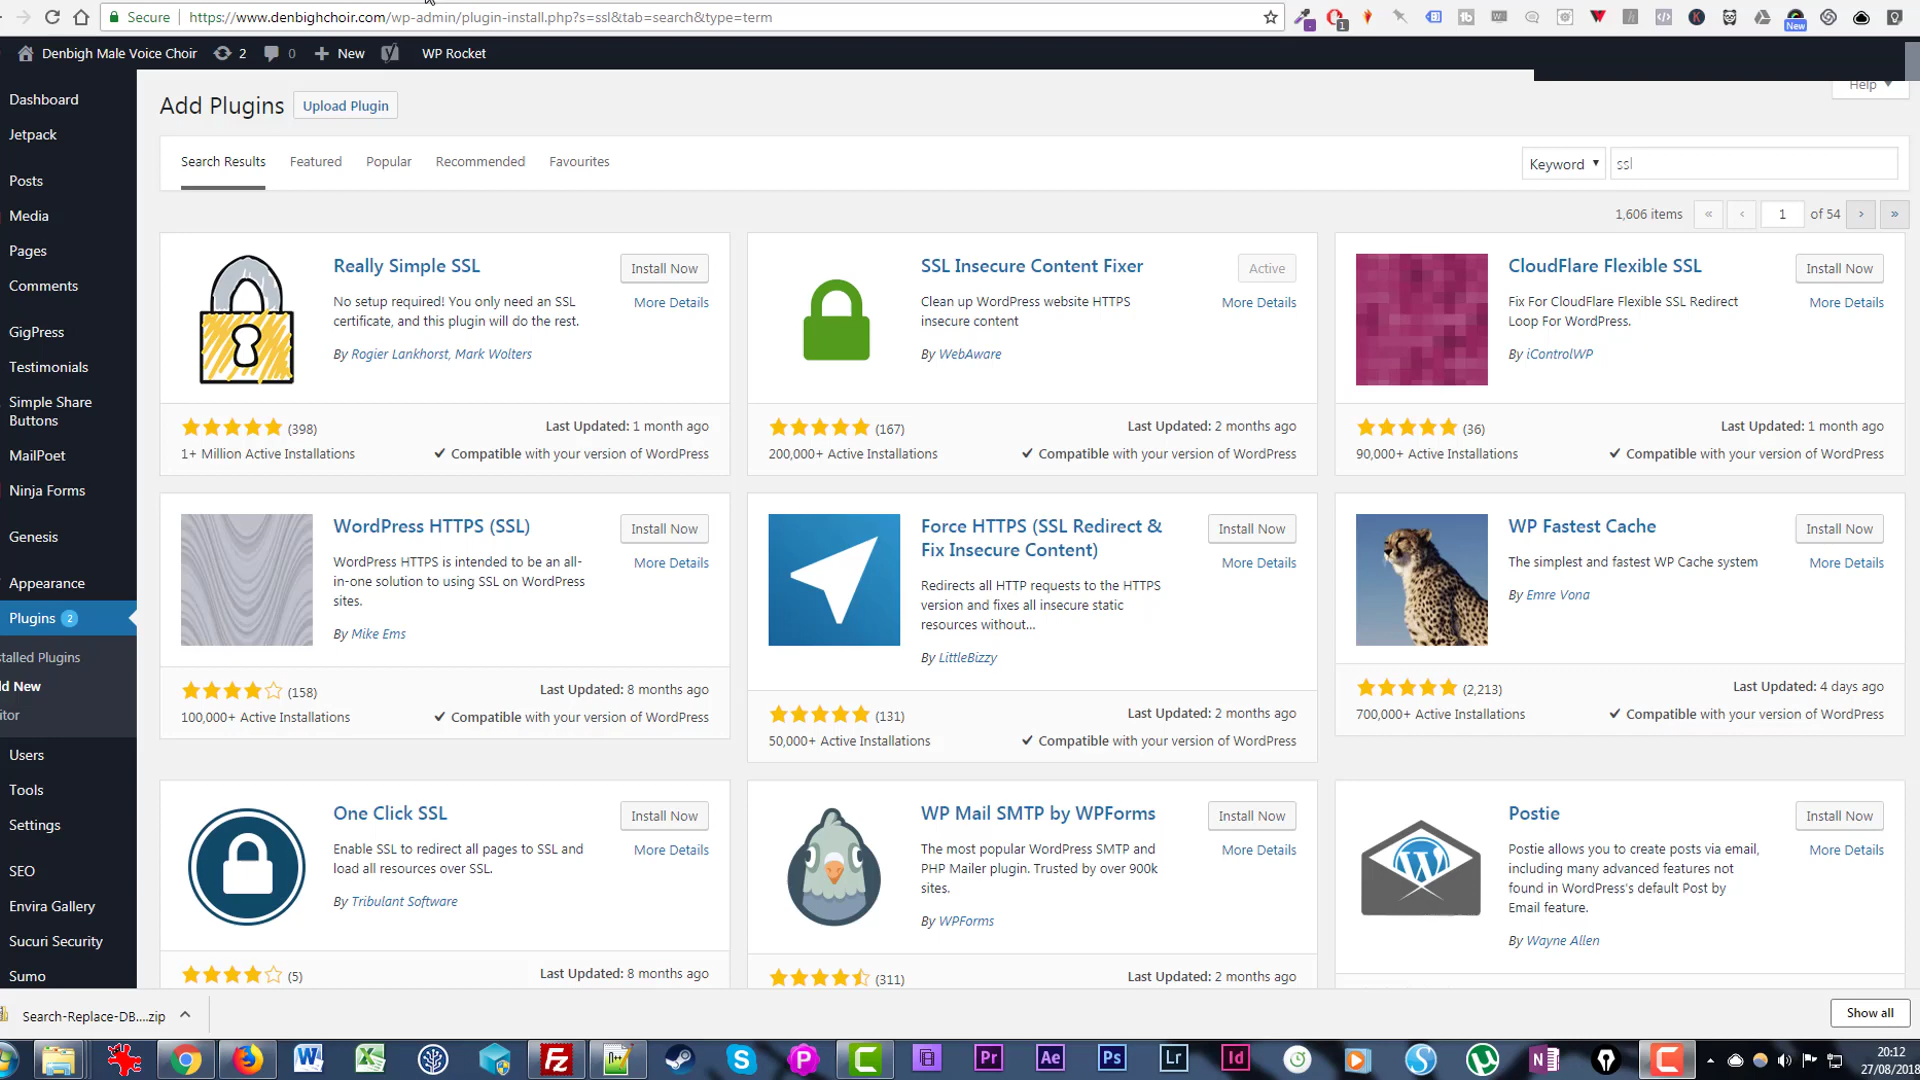 Secure https://www.denbighchoir.com/wp-admin/plugin-install.php?s=ssl&tab=search&type=term
1
New
Denbigh Male Voice Choir 2 0 New WP Rocket
Help
Dashboard
Jetpack
Posts
Media
Pages
Comments
GigPress
Testimonials
Simple Share
Buttons
MailPoet
Ninja Forms
Genesis
Appearance
Plugins 2
stalled Plugins
d New
itor
Users
Tools
Settings
SEO
Envira Gallery
Sucuri Security
Sumo
Add Plugins Upload Plugin
Search Results Featured Popular Recommended Favourites Keyword ssl
1,606 items « ‹ 1 of 54 › »
Really Simple SSL
Install Now
More Details
No setup required! You only need an SSL
certificate, and this plugin will do the rest.
By Rogier Lankhorst, Mark Wolters
(398)
Last Updated: 1 month ago
1+ Million Active Installations
Compatible with your version of WordPress
SSL Insecure Content Fixer
Active
More Details
Clean up WordPress website HTTPS
insecure content
By WebAware
(167)
Last Updated: 2 months ago
200,000+ Active Installations
Compatible with your version of WordPress
CloudFlare Flexible SSL
Install Now
More Details
Fix For CloudFlare Flexible SSL Redirect
Loop For WordPress.
By iControlWP
(36)
Last Updated: 1 month ago
90,000+ Active Installations
Compatible with your version of WordPress
WordPress HTTPS (SSL)
Install Now
More Details
WordPress HTTPS is intended to be an all-
in-one solution to using SSL on WordPress
sites.
By Mike Ems
(158)
Last Updated: 8 months ago
100,000+ Active Installations
Compatible with your version of WordPress
Force HTTPS (SSL Redirect &
Fix Insecure Content)
Install Now
More Details
Redirects all HTTP requests to the HTTPS
version and fixes all insecure static
resources without...
By LittleBizzy
(131)
Last Updated: 2 months ago
50,000+ Active Installations
Compatible with your version of WordPress
WP Fastest Cache
Install Now
More Details
The simplest and fastest WP Cache system
By Emre Vona
(2,213)
Last Updated: 4 days ago
700,000+ Active Installations
Compatible with your version of WordPress
One Click SSL
Install Now
More Details
Enable SSL to redirect all pages to SSL and
load all resources over SSL.
By Tribulant Software
(5)
Last Updated: 8 months ago
WP Mail SMTP by WPForms
Install Now
More Details
The most popular WordPress SMTP and
PHP Mailer plugin. Trusted by over 900k
sites.
By WPForms
(311)
Last Updated: 2 months ago
Postie
Install Now
More Details
Postie allows you to create posts via email,
including many advanced features not
found in WordPress's default Post by
Email feature.
By Wayne Allen
Search-Replace-DB....zip
Show all
Fz
Pr
Ae
Ps
Lr
Id
20:12
27/08/2018